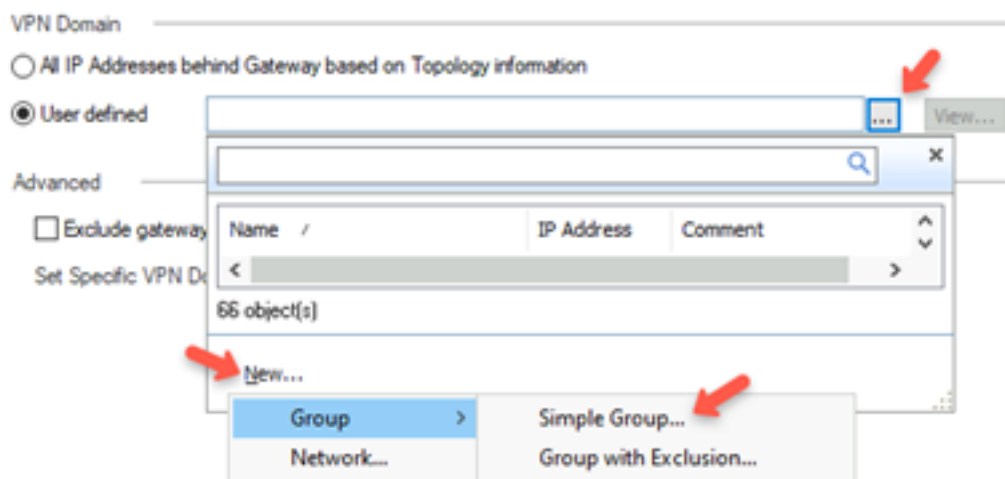 VPN Domain
All IP Addresses behind Gateway based on Topology information
User defined
...
View...
Advanced
Exclude gateway
Name / IP Address Comment
Set Specific VPN Do
66 object(s)
New...
Group > Simple Group...
Network... Group with Exclusion...